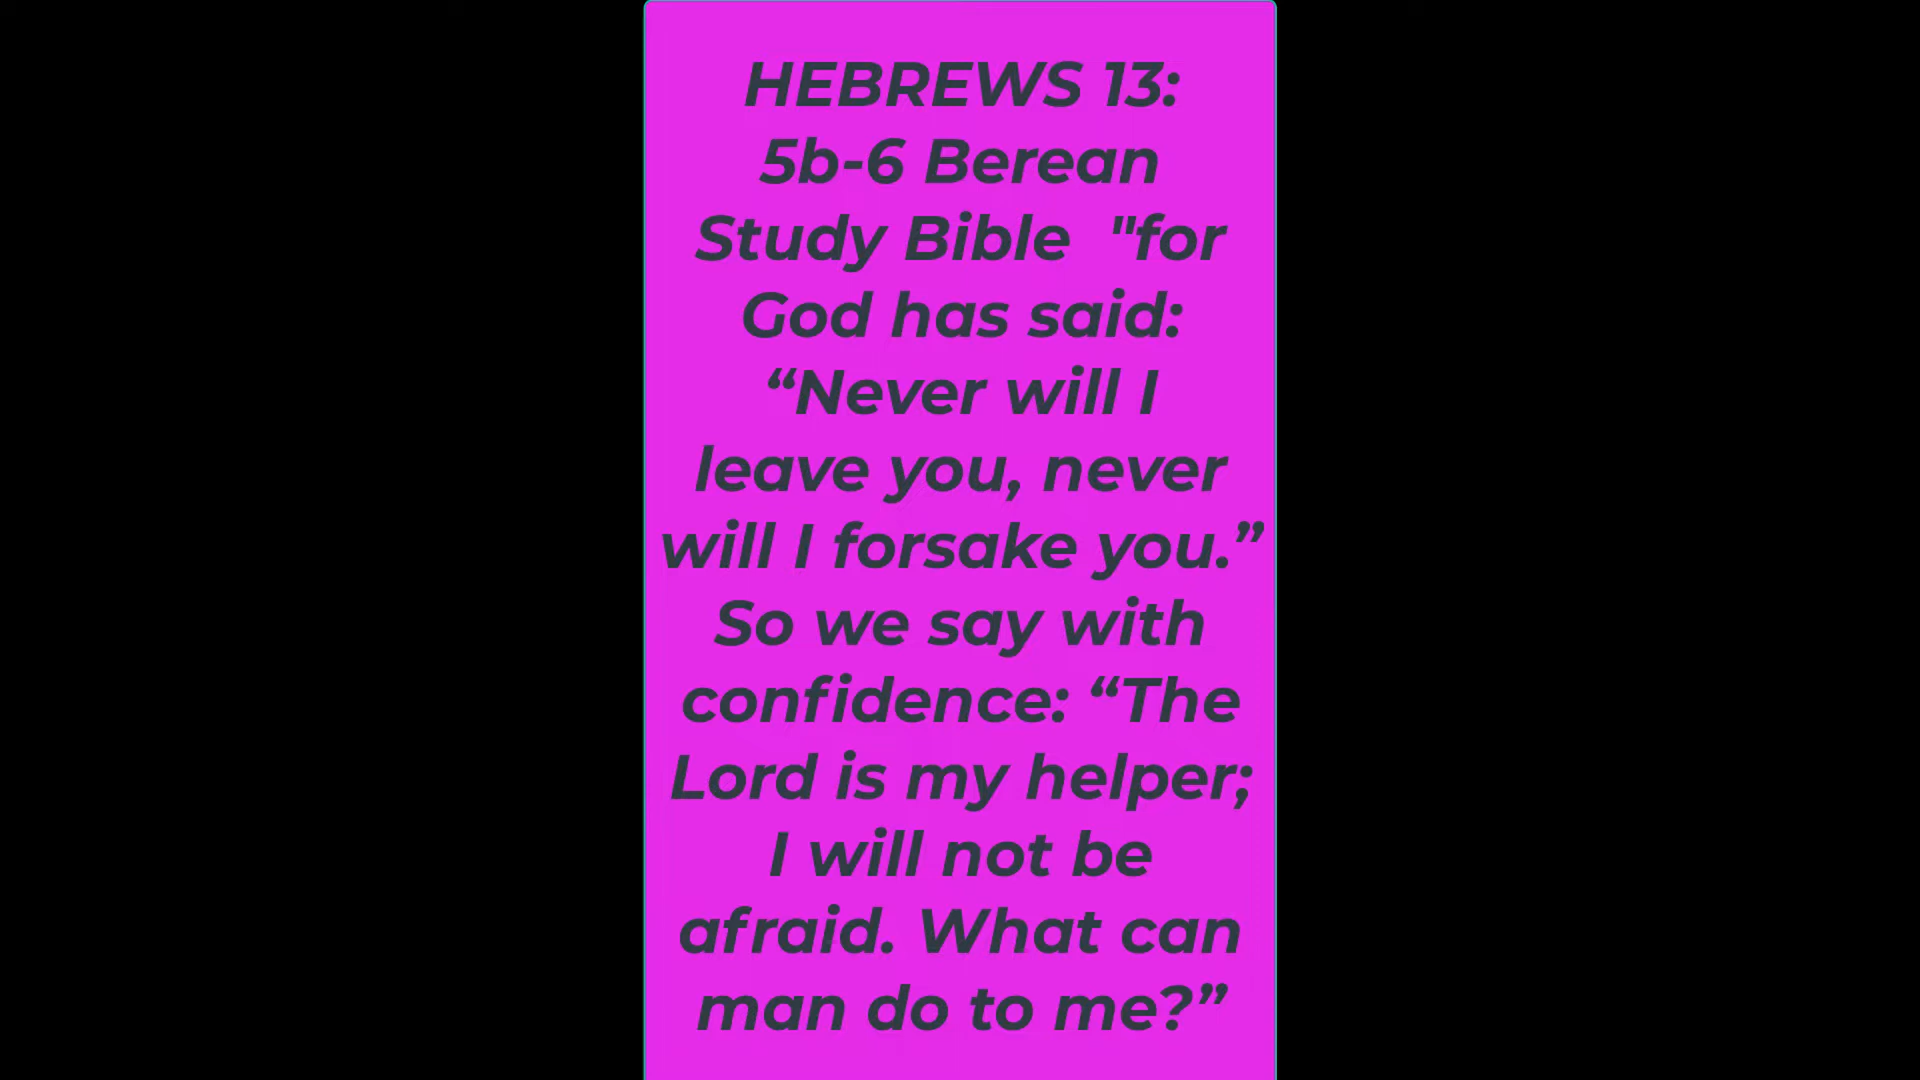 HEBREWS 13:
5b-6 Berean
Study Bible  "for
God has said:
“Never will I
leave you, never
will I forsake you.”
So we say with
confidence: “The
Lord is my helper;
I will not be
afraid. What can
man do to me?”